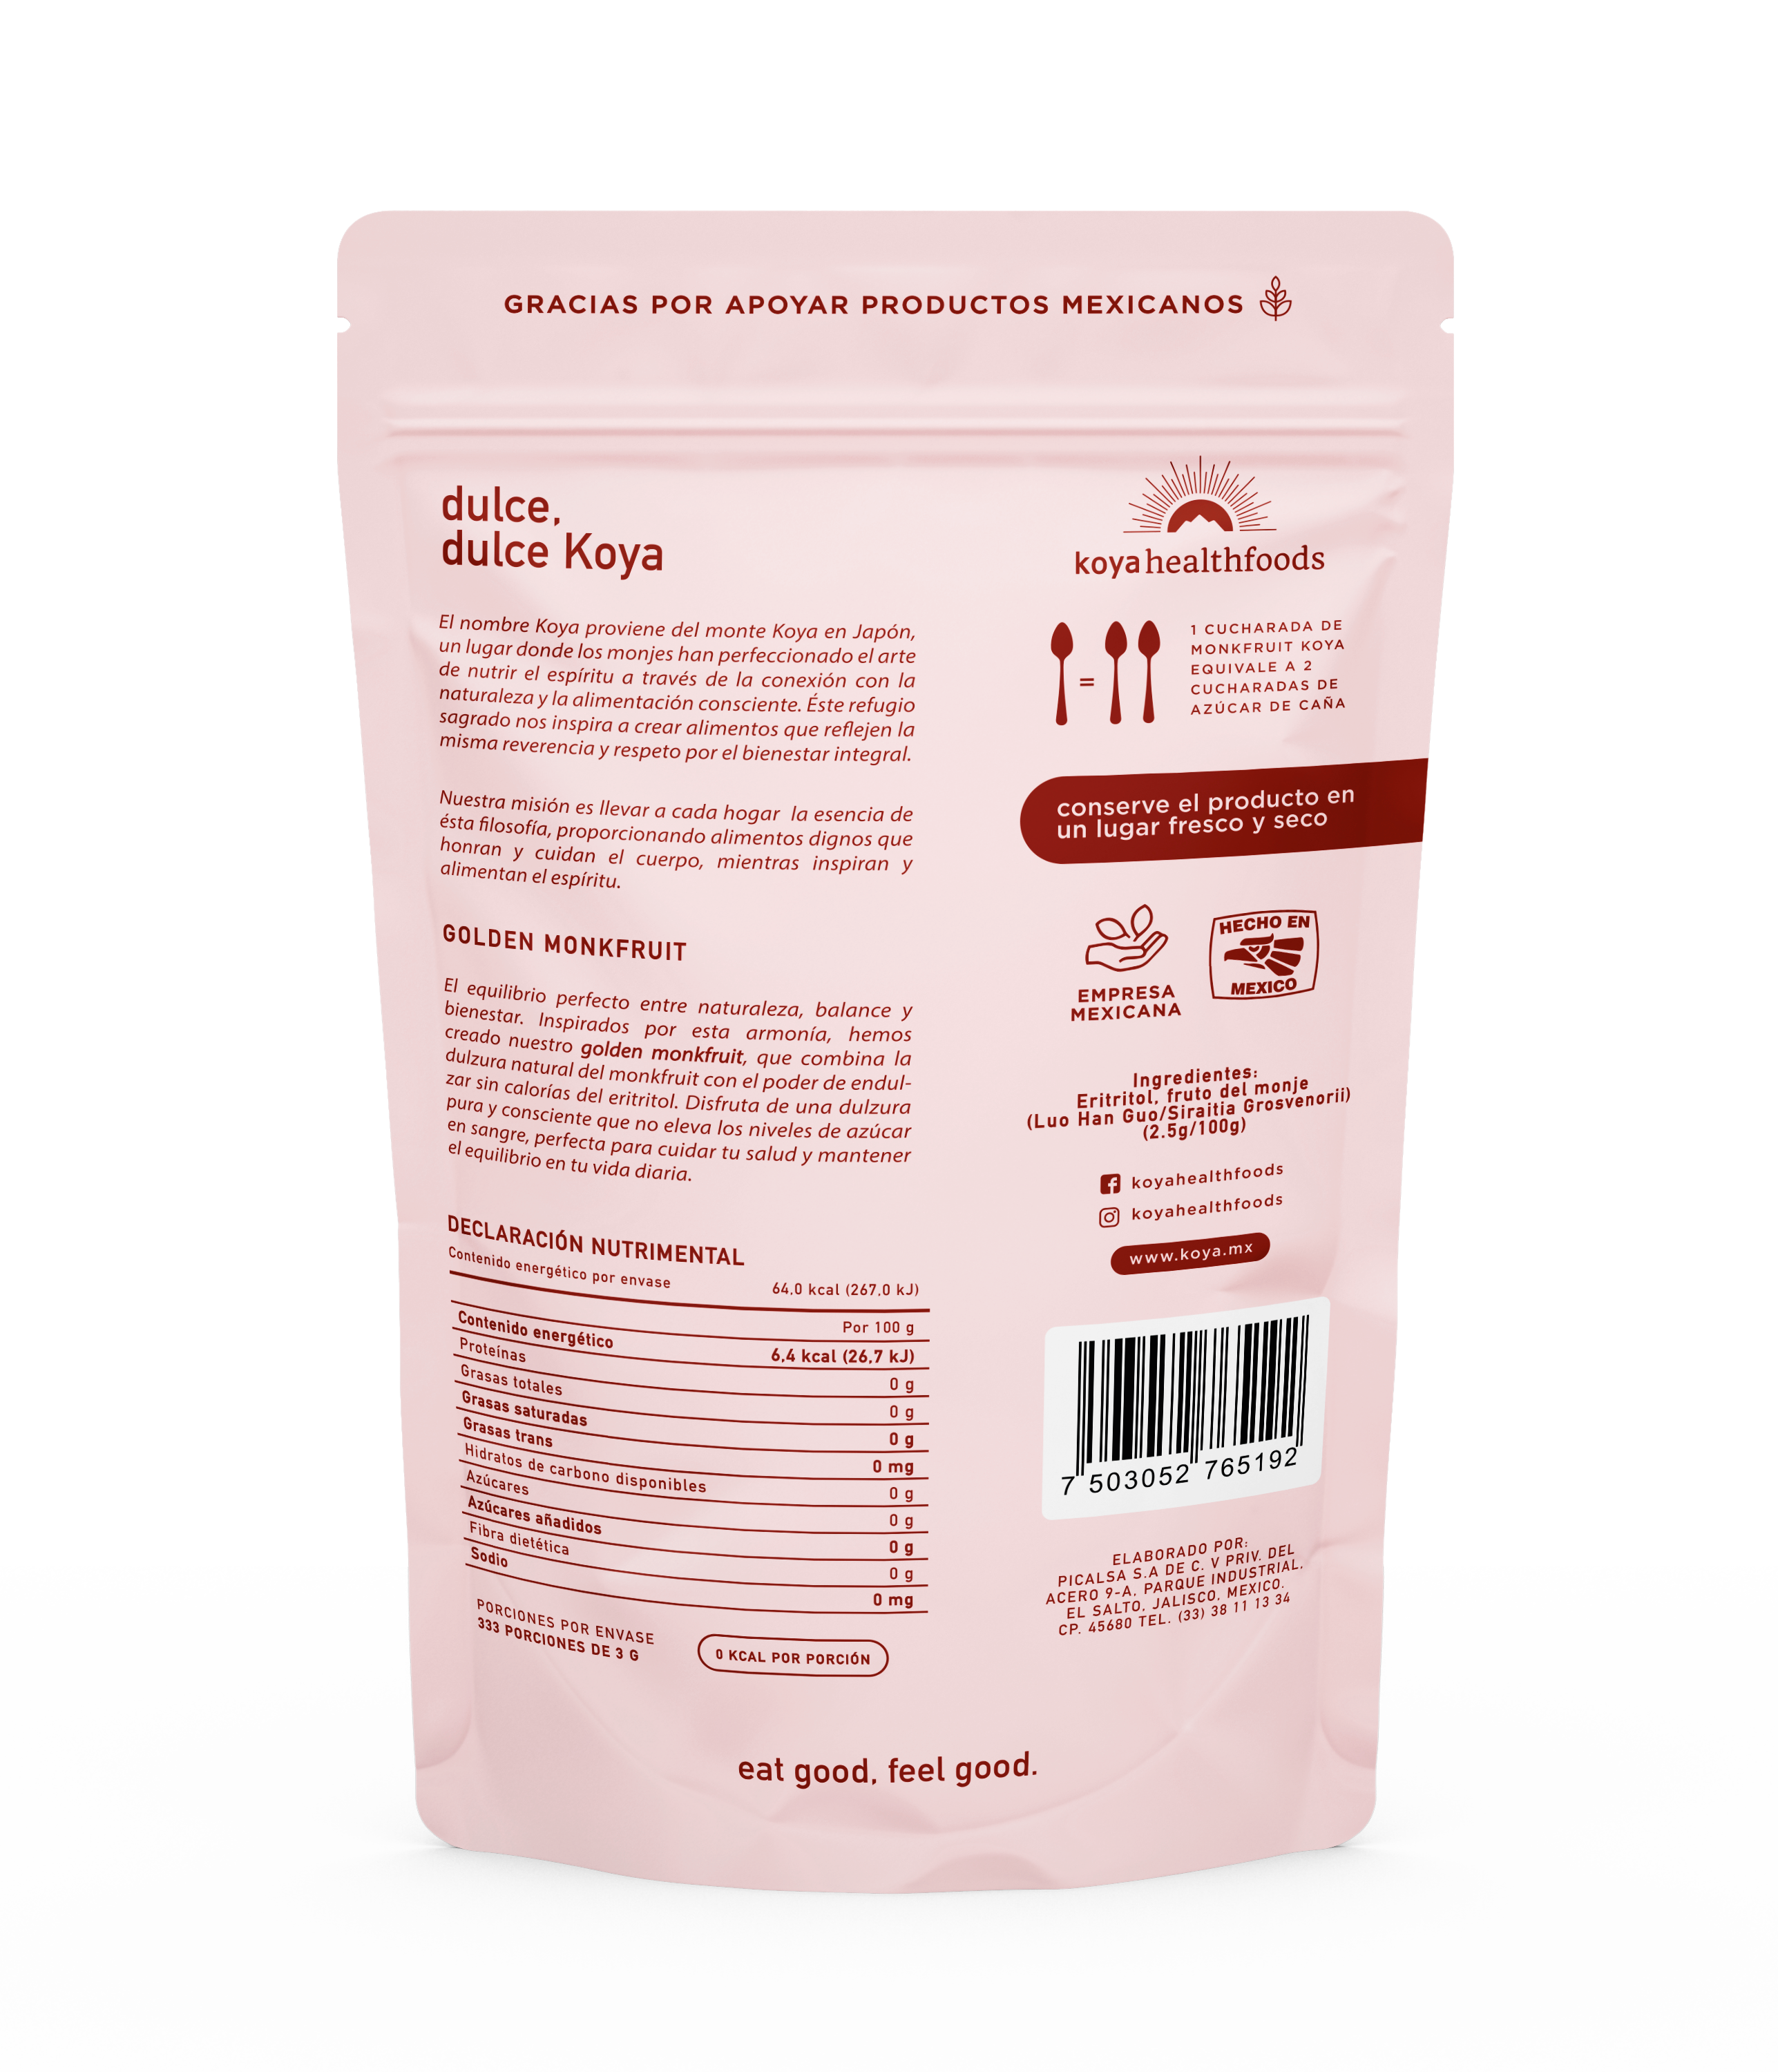 GRACIAS POR APOYAR PRODUCTOS MEXICANOS
dulce,
dulce Koya
El nombre Koya proviene del monte Koya en Japón,
un lugar donde los monjes han perfeccionado el arte
de nutrir el espíritu a través de la conexión con la
naturaleza y la alimentación consciente. Éste refugio
sagrado nos inspira a crear alimentos que reflejen la
misma reverencia y respeto por el bienestar integral.
Nuestra misión es llevar a cada hogar la esencia de
ésta filosofía, proporcionando alimentos dignos que
honran y cuidan el cuerpo, mientras inspiran y
alimentan el espíritu.
GOLDEN MONKFRUIT
El equilibrio perfecto entre naturaleza, balance y
bienestar. Inspirados por esta armonía, hemos
creado nuestro golden monkfruit, que combina la
dulzura natural del monkfruit con el poder de endul-
zar sin calorías del eritritol. Disfruta de una dulzura
pura y consciente que no eleva los niveles de azúcar
en sangre, perfecta para cuidar tu salud y mantener
el equilibrio en tu vida diaria.
DECLARACIÓN NUTRIMENTAL
Contenido energético por envase 64,0 kcal (267,0 kJ)
Por 100 g
Contenido energético 6,4 kcal (26,7 kJ)
Proteínas 0 g
Grasas totales 0 g
Grasas saturadas 0 g
Grasas trans 0 mg
Hidratos de carbono disponibles 0 g
Azúcares 0 g
Azúcares añadidos 0 g
Fibra dietética 0 g
Sodio 0 mg
PORCIONES POR ENVASE
333 PORCIONES DE 3 G
0 KCAL POR PORCIÓN
koyahealthfoods
=
1 CUCHARADA DE
MONKFRUIT KOYA
EQUIVALE A 2
CUCHARADAS DE
AZÚCAR DE CAÑA
conserve el producto en
un lugar fresco y seco
EMPRESA
MEXICANA
HECHO EN
MEXICO
Ingredientes:
Eritritol, fruto del monje
(Luo Han Guo/Siraitia Grosvenorii)
(2.5g/100g)
koyahealthfoods
koyahealthfoods
www.koya.mx
7 503052 765192
ELABORADO POR:
PICALSA S.A DE C. V PRIV. DEL
ACERO 9-A, PARQUE INDUSTRIAL,
EL SALTO, JALISCO, MEXICO.
CP. 45680 TEL. (33) 38 11 13 34
eat good, feel good.